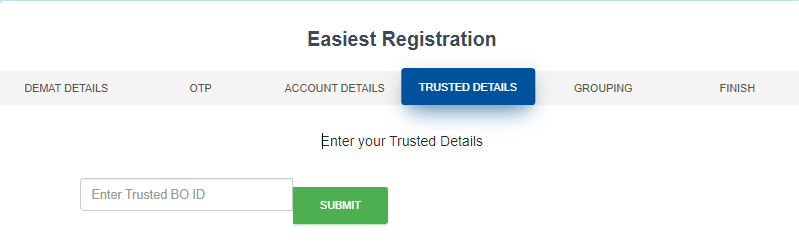 Easiest Registration
DEMAT DETAILS OTP ACCOUNT DETAILS TRUSTED DETAILS GROUPING FINISH
Enter your Trusted Details
Enter Trusted BO ID SUBMIT